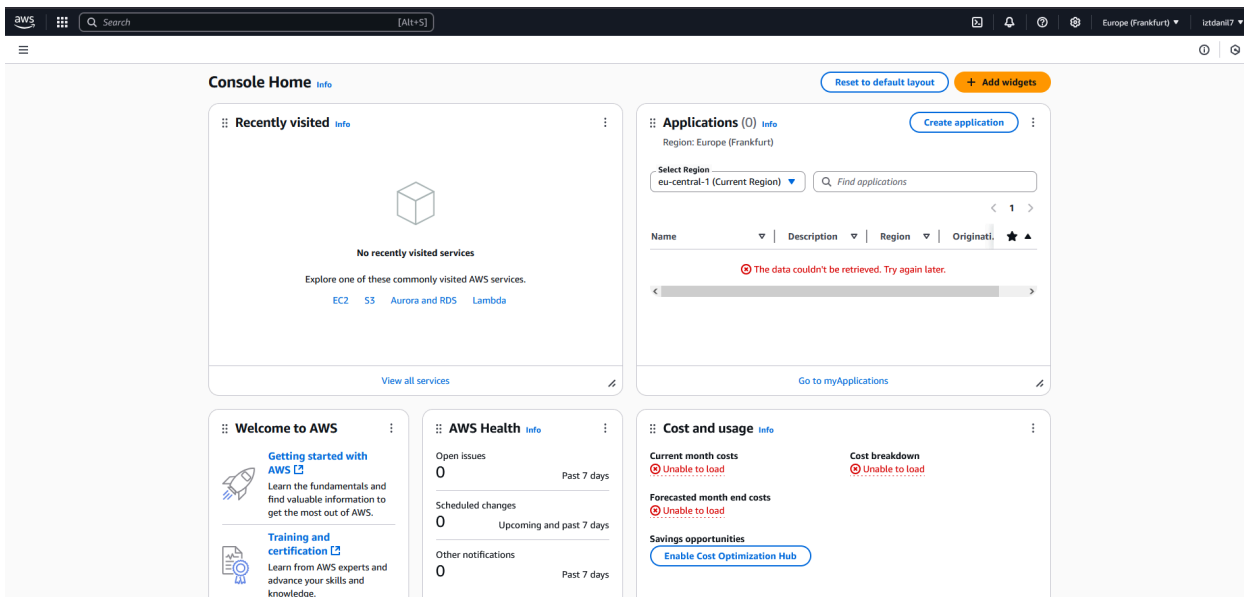 aws
Search [Alt+S]
Europe (Frankfurt) ▼
iztdanil7 ▼
Console Home Info
Reset to default layout
+ Add widgets
Recently visited Info
No recently visited services
Explore one of these commonly visited AWS services.
EC2 S3 Aurora and RDS Lambda
View all services
Applications (0) Info
Create application
Region: Europe (Frankfurt)
Select Region
eu-central-1 (Current Region)
Find applications
1
Name Description Region Originati.
The data couldn't be retrieved. Try again later.
Go to myApplications
Welcome to AWS
Getting started with
AWS
Learn the fundamentals and
find valuable information to
get the most out of AWS.
Training and
certification
Learn from AWS experts and
advance your skills and
knowledge.
AWS Health Info
Open issues
0 Past 7 days
Scheduled changes
0 Upcoming and past 7 days
Other notifications
0 Past 7 days
Cost and usage Info
Current month costs
Unable to load
Forecasted month end costs
Unable to load
Savings opportunities
Enable Cost Optimization Hub
Cost breakdown
Unable to load